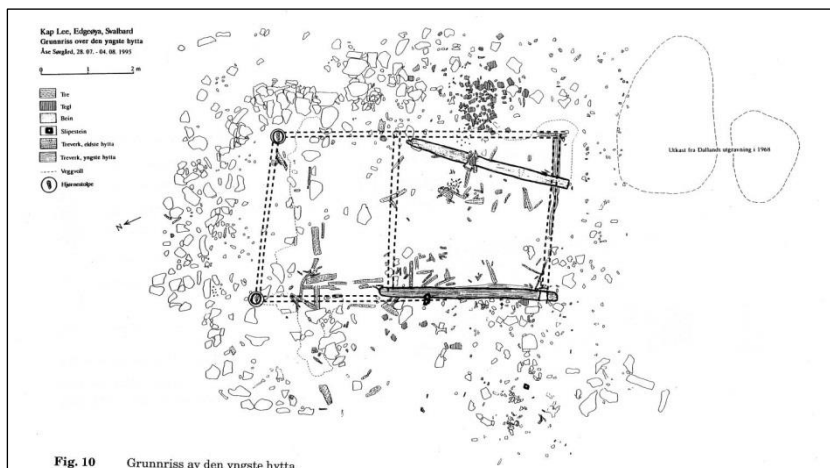 Kap Lee, Edgeøya, Svalbard
Grunnriss over den yngste hytta
Åse Sørgård, 28. 07. - 04. 08. 1993
0 1 2 m
Tre
Tegl
Bein
Slipestein
Treverk, eldste hytta
Treverk, yngste hytta
Veggvoll
Hjørnestolpe
N
Utkast fra Dallands utgravning i 1968
Fig. 10 Grunnriss av den yngste hytta